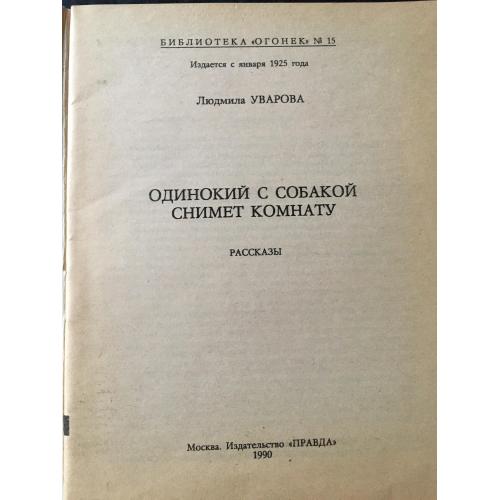 БИБЛИОТЕКА «ОГОНЕК» № 15
Издается с января 1925 года
Людмила УВАРОВА
ОДИНОКИЙ С СОБАКОЙ
СНИМЕТ КОМНАТУ
РАССКАЗЫ
Москва. Издательство «ПРАВДА»
1990